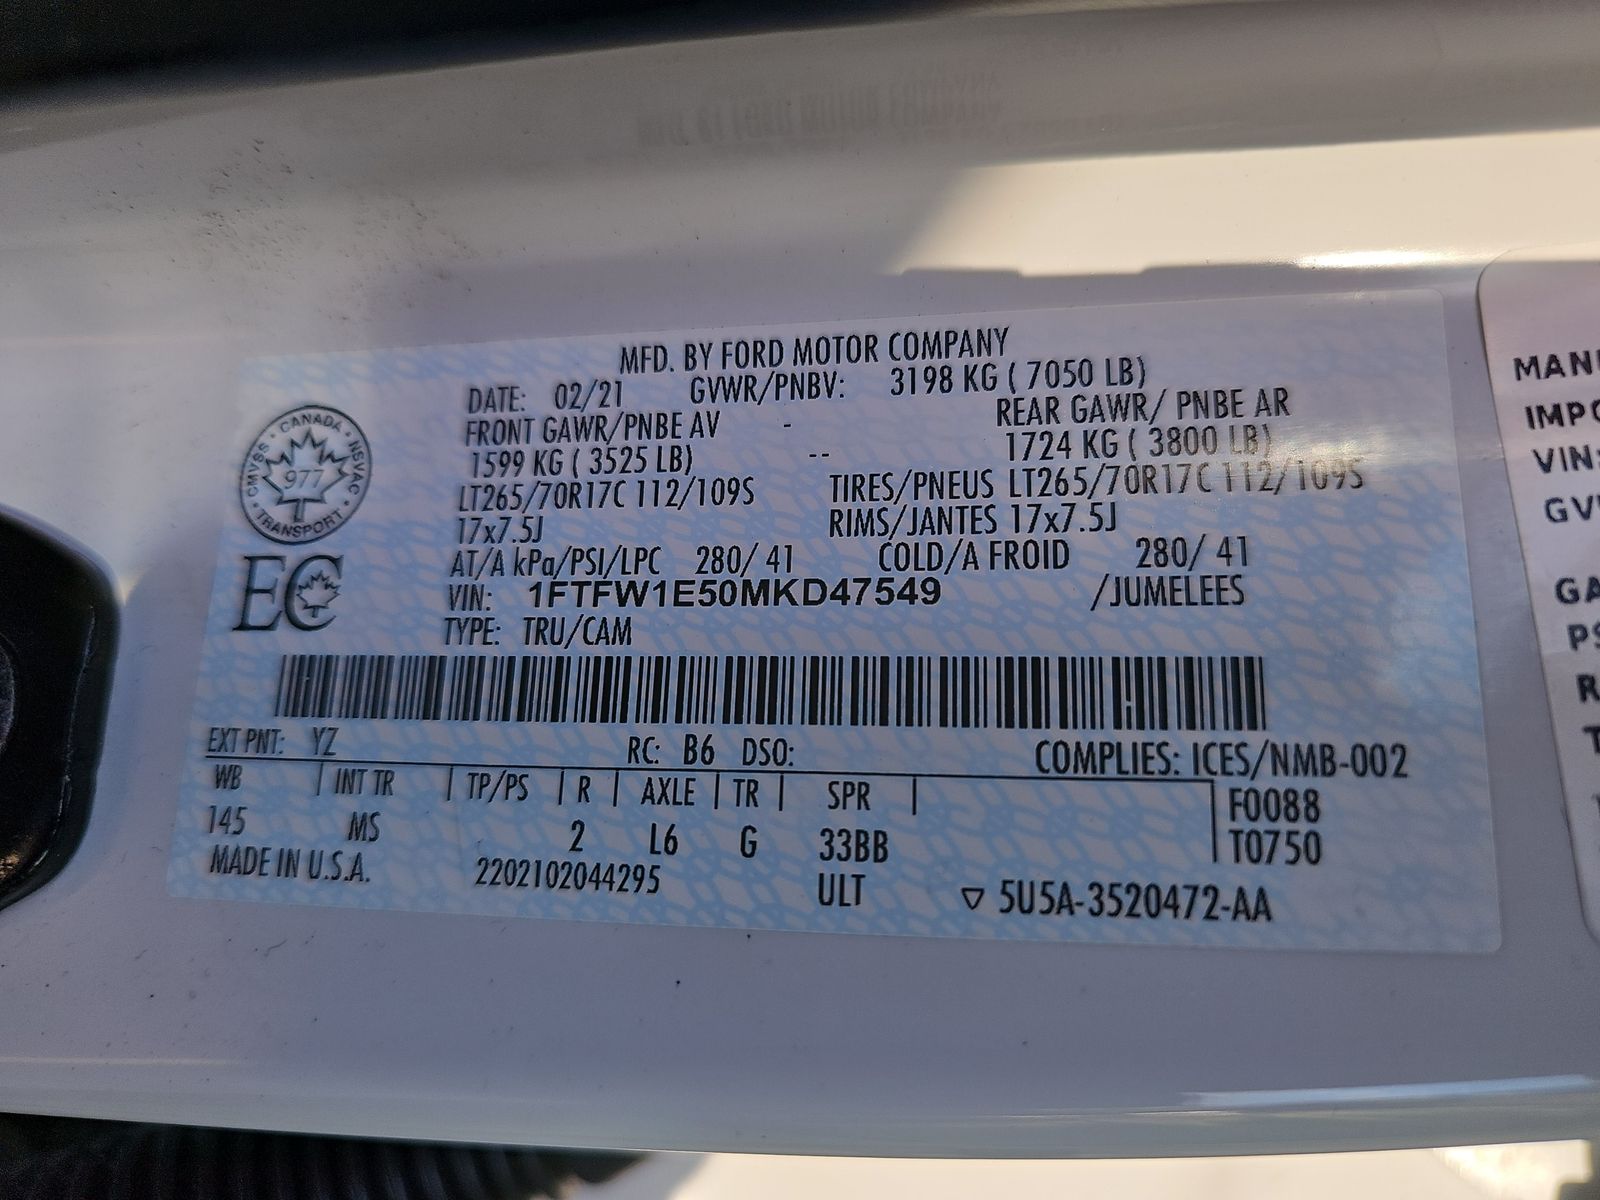 MFD. BY FORD MOTOR COMPANY
DATE: 02/21 GVWR/PNBV: 3198 KG ( 7050 LB)
FRONT GAWR/PNBE AV - REAR GAWR/ PNBE AR
1599 KG ( 3525 LB) -- 1724 KG ( 3800 LB)
LT265/70R17C 112/109S TIRES/PNEUS LT265/70R17C 112/109S
17x7.5J RIMS/JANTES 17x7.5J
AT/A kPa/PSI/LPC 280/ 41 COLD/A FROID 280/ 41
VIN: 1FTFW1E50MKD47549 /JUMELEES
TYPE: TRU/CAM
CANADA · NSVAC · TRANSPORT · CMVSS
977
EC
EXT PNT: YZ RC: B6 DSO: COMPLIES: ICES/NMB-002
WB | INT TR | TP/PS | R | AXLE | TR | SPR | F0088
145 MS 2 L6 G 33BB T0750
MADE IN U.S.A. 2202102044295 ULT ▽ 5U5A-3520472-AA
VIN: